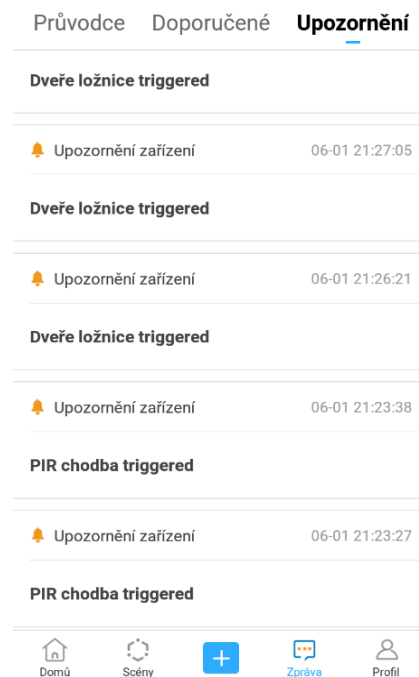 Průvodce Doporučené Upozornění
Dveře ložnice triggered
Upozornění zařízení 06-01 21:27:05
Dveře ložnice triggered
Upozornění zařízení 06-01 21:26:21
Dveře ložnice triggered
Upozornění zařízení 06-01 21:23:38
PIR chodba triggered
Upozornění zařízení 06-01 21:23:27
PIR chodba triggered
Domů Scény Zpráva Profil